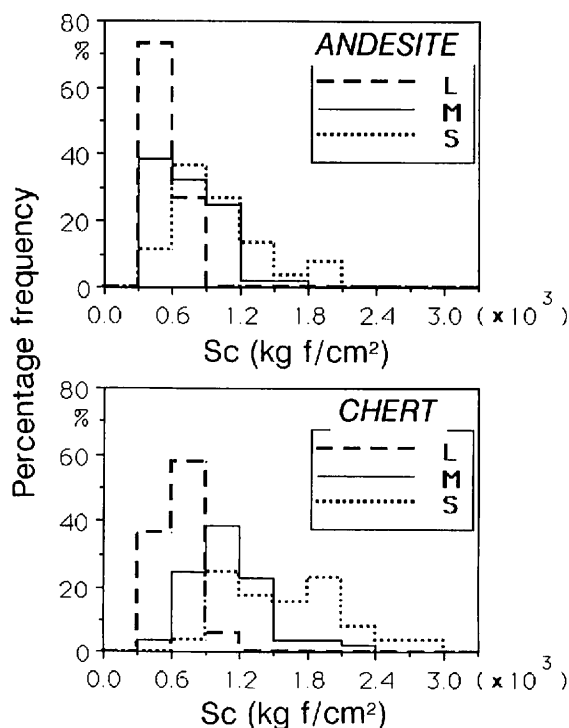 Percentage frequency
ANDESITE
L
M
S
80
%
60
40
20
0
0.0 0.6 1.2 1.8 2.4 3.0 (×10³)
Sc (kg f/cm²)
CHERT
L
M
S
80
%
60
40
20
0
0.0 0.6 1.2 1.8 2.4 3.0 (×10³)
Sc (kg f/cm²)